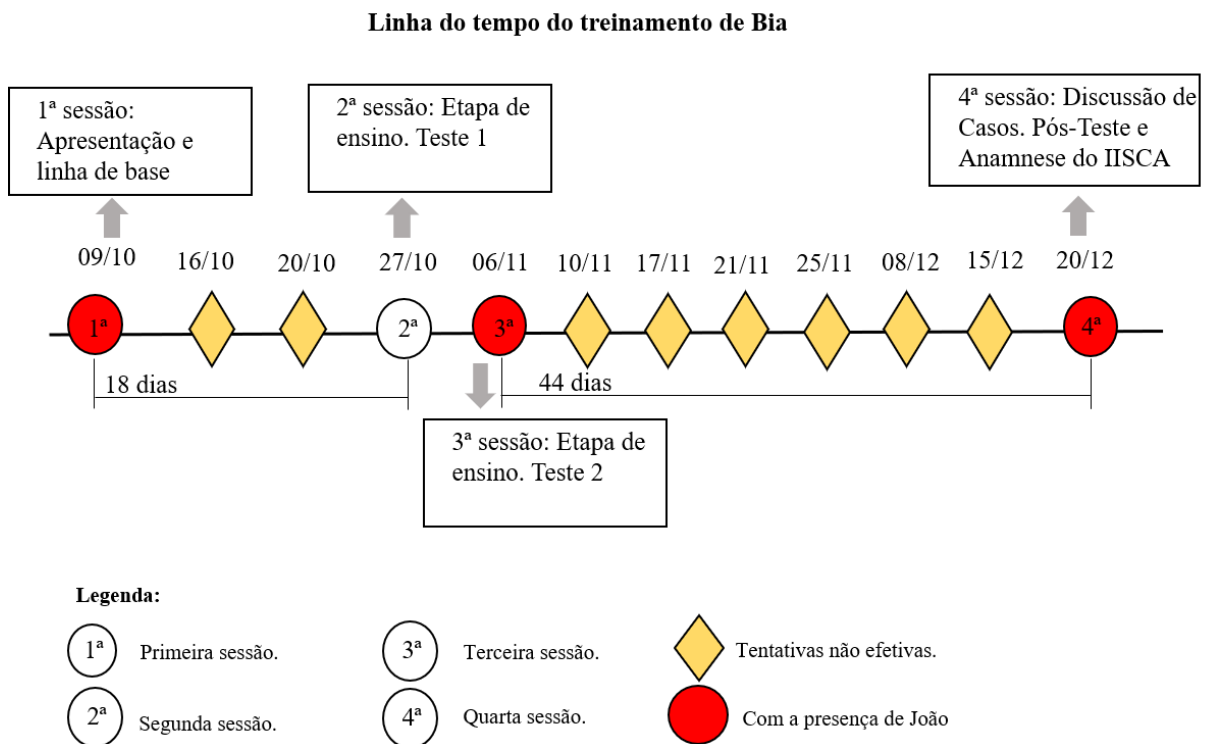 Linha do tempo do treinamento de Bia
1ª sessão:
Apresentação e
linha de base
2ª sessão: Etapa de
ensino. Teste 1
4ª sessão: Discussão de
Casos. Pós-Teste e
Anamnese do IISCA
09/10 16/10 20/10 27/10 06/11 10/11 17/11 21/11 25/11 08/12 15/12 20/12
1ª 2ª 3ª 4ª
18 dias 44 dias
3ª sessão: Etapa de
ensino. Teste 2
Legenda:
1ª Primeira sessão. 3ª Terceira sessão. Tentativas não efetivas.
2ª Segunda sessão. 4ª Quarta sessão. Com a presença de João